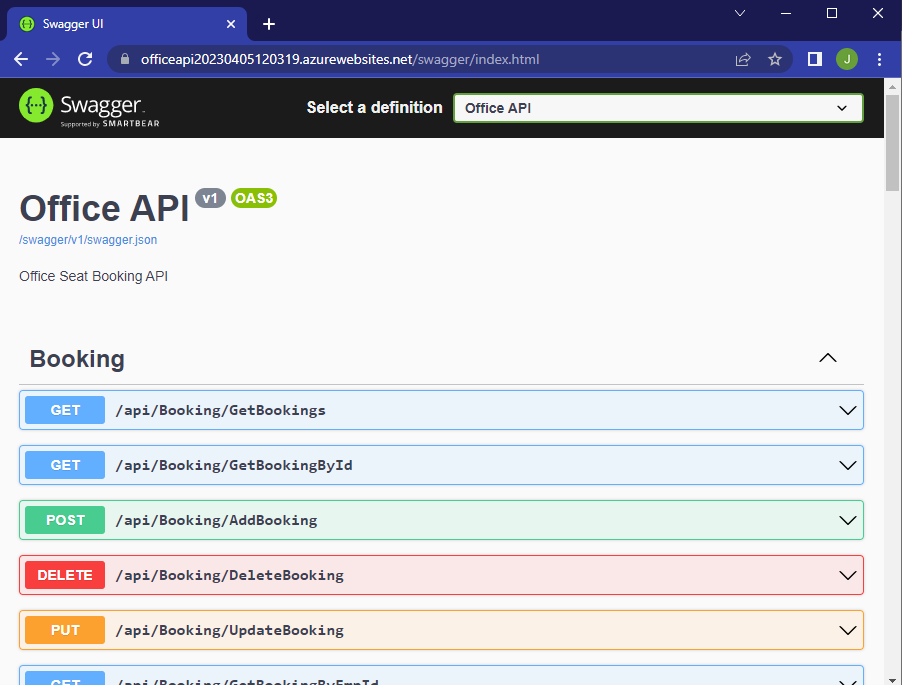 Swagger UI
officeapi20230405120319.azurewebsites.net/swagger/index.html
J
Swagger
Supported by SMARTBEAR
Select a definition
Office API
Office API v1 OAS3
/swagger/v1/swagger.json
Office Seat Booking API
Booking
GET /api/Booking/GetBookings
GET /api/Booking/GetBookingById
POST /api/Booking/AddBooking
DELETE /api/Booking/DeleteBooking
PUT /api/Booking/UpdateBooking
GET /api/Booking/GetBookingByEmpId